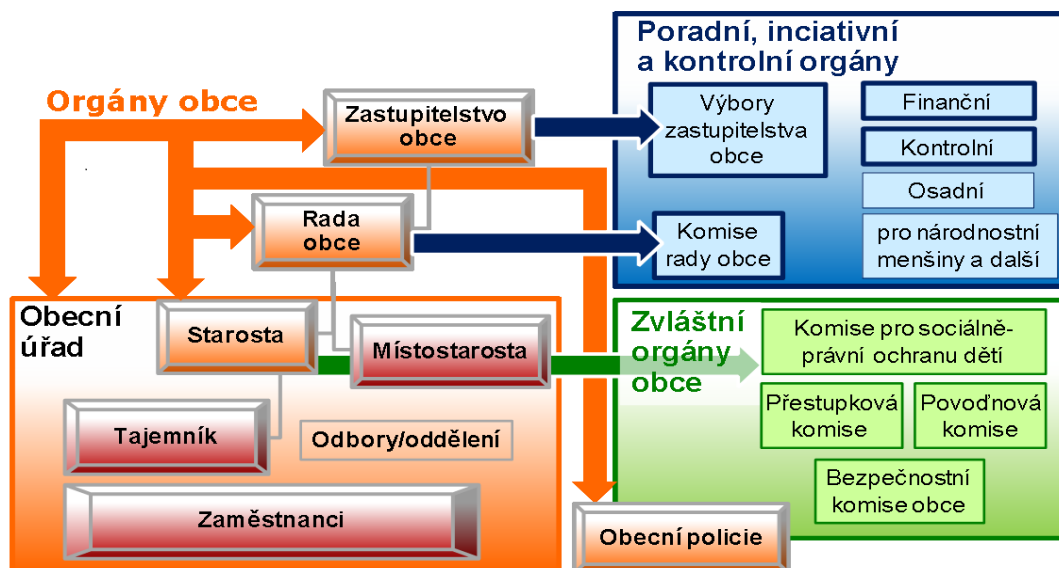 Orgány obce
Zastupitelstvo
obce
Rada
obce
Obecní
úřad
Starosta
Místostarosta
Tajemník
Odbory/oddělení
Zaměstnanci
Obecní policie
Poradní, inciativní
a kontrolní orgány
Výbory
zastupitelstva
obce
Finanční
Kontrolní
Osadní
pro národnostní
menšiny a další
Komise
rady obce
Zvláštní
orgány
obce
Komise pro sociálně-
právní ochranu dětí
Přestupková
komise
Povoďnová
komise
Bezpečnostní
komise obce